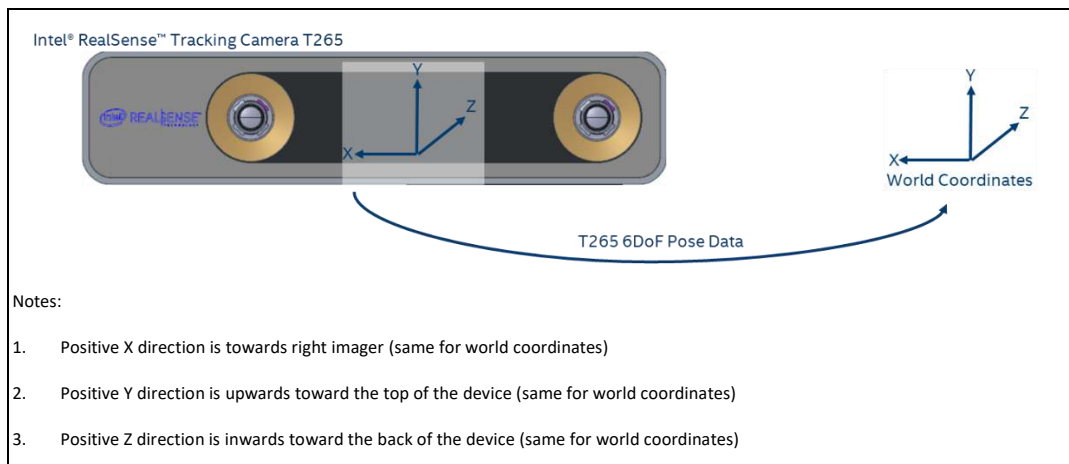 Intel® RealSense™ Tracking Camera T265
Y
Z
X
REALSENSE
TECHNOLOGY
Y
Z
X
World Coordinates
T265 6DoF Pose Data
Notes:
1. Positive X direction is towards right imager (same for world coordinates)
2. Positive Y direction is upwards toward the top of the device (same for world coordinates)
3. Positive Z direction is inwards toward the back of the device (same for world coordinates)